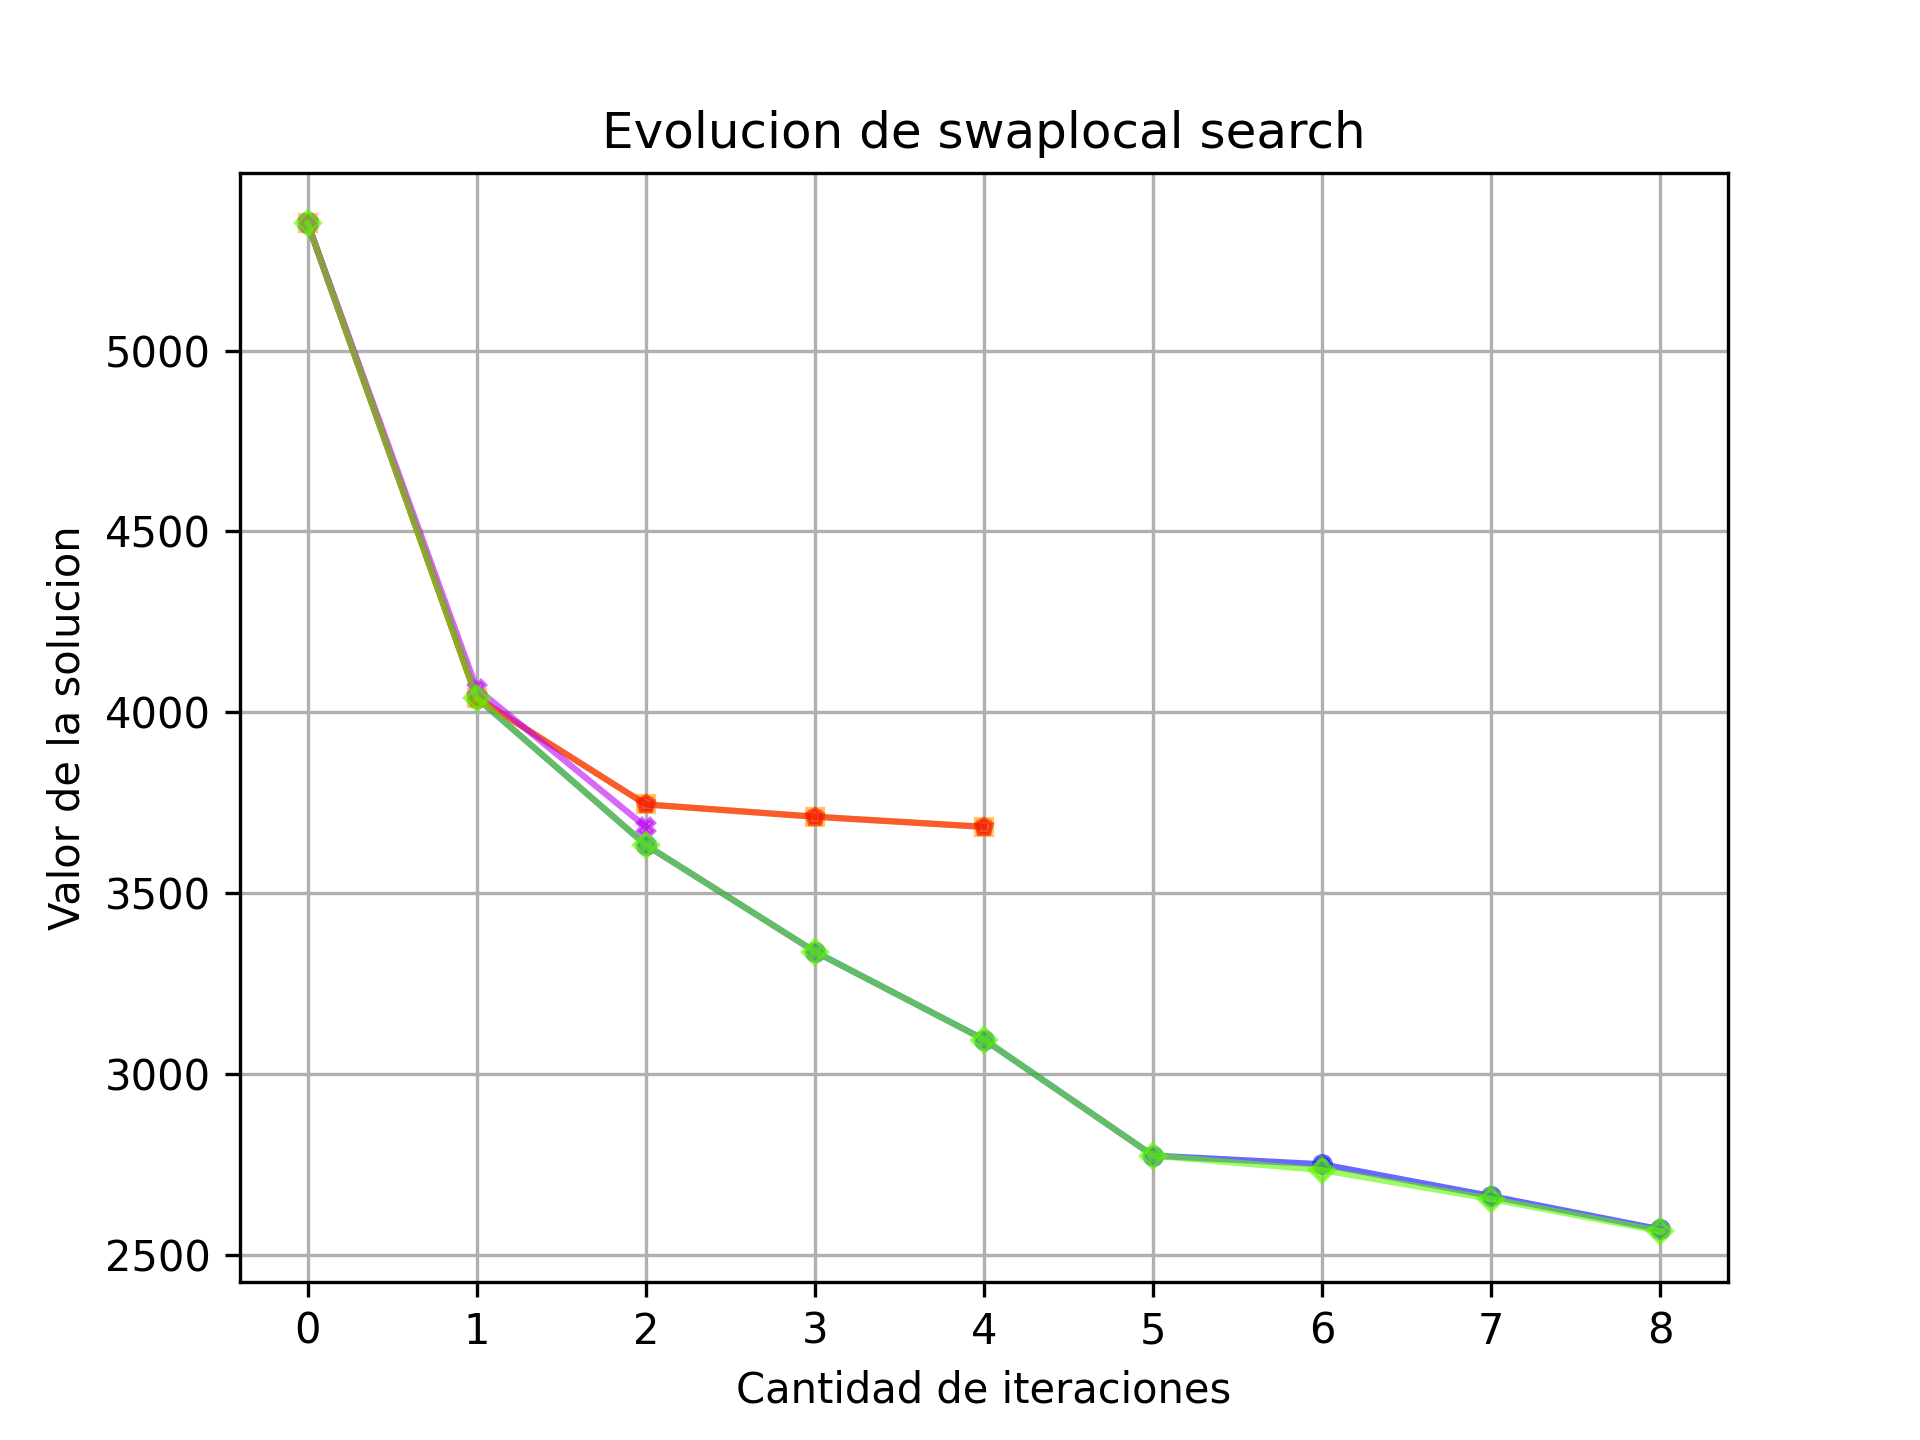 Evolucion de swaplocal search
Valor de la solucion
5000
4500
4000
3500
3000
2500
0 1 2 3 4 5 6 7 8
Cantidad de iteraciones